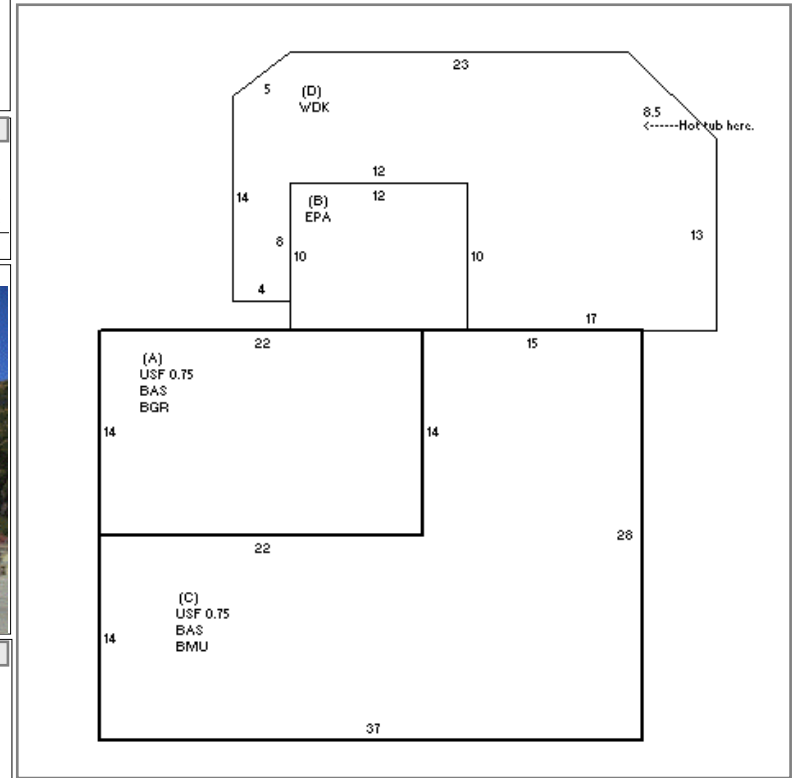 23
5
(D)
WDK
8.5
<------Hot tub here.
12
12
14
(B)
EPA
8
10
10
13
4
17
22
15
(A)
USF 0.75
BAS
BGR
14
14
28
22
(C)
USF 0.75
BAS
BMU
14
37